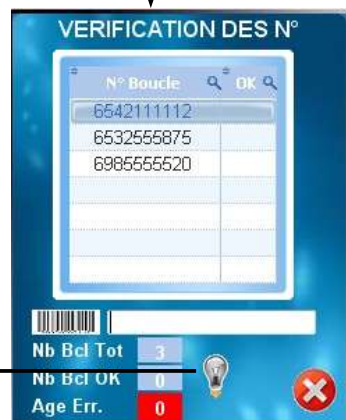 VERIFICATION DES N°
N° Boucle OK
6542111112
6532555875
6985555520
Nb Bcl Tot 3
Nb Bcl OK 0
Age Err. 0